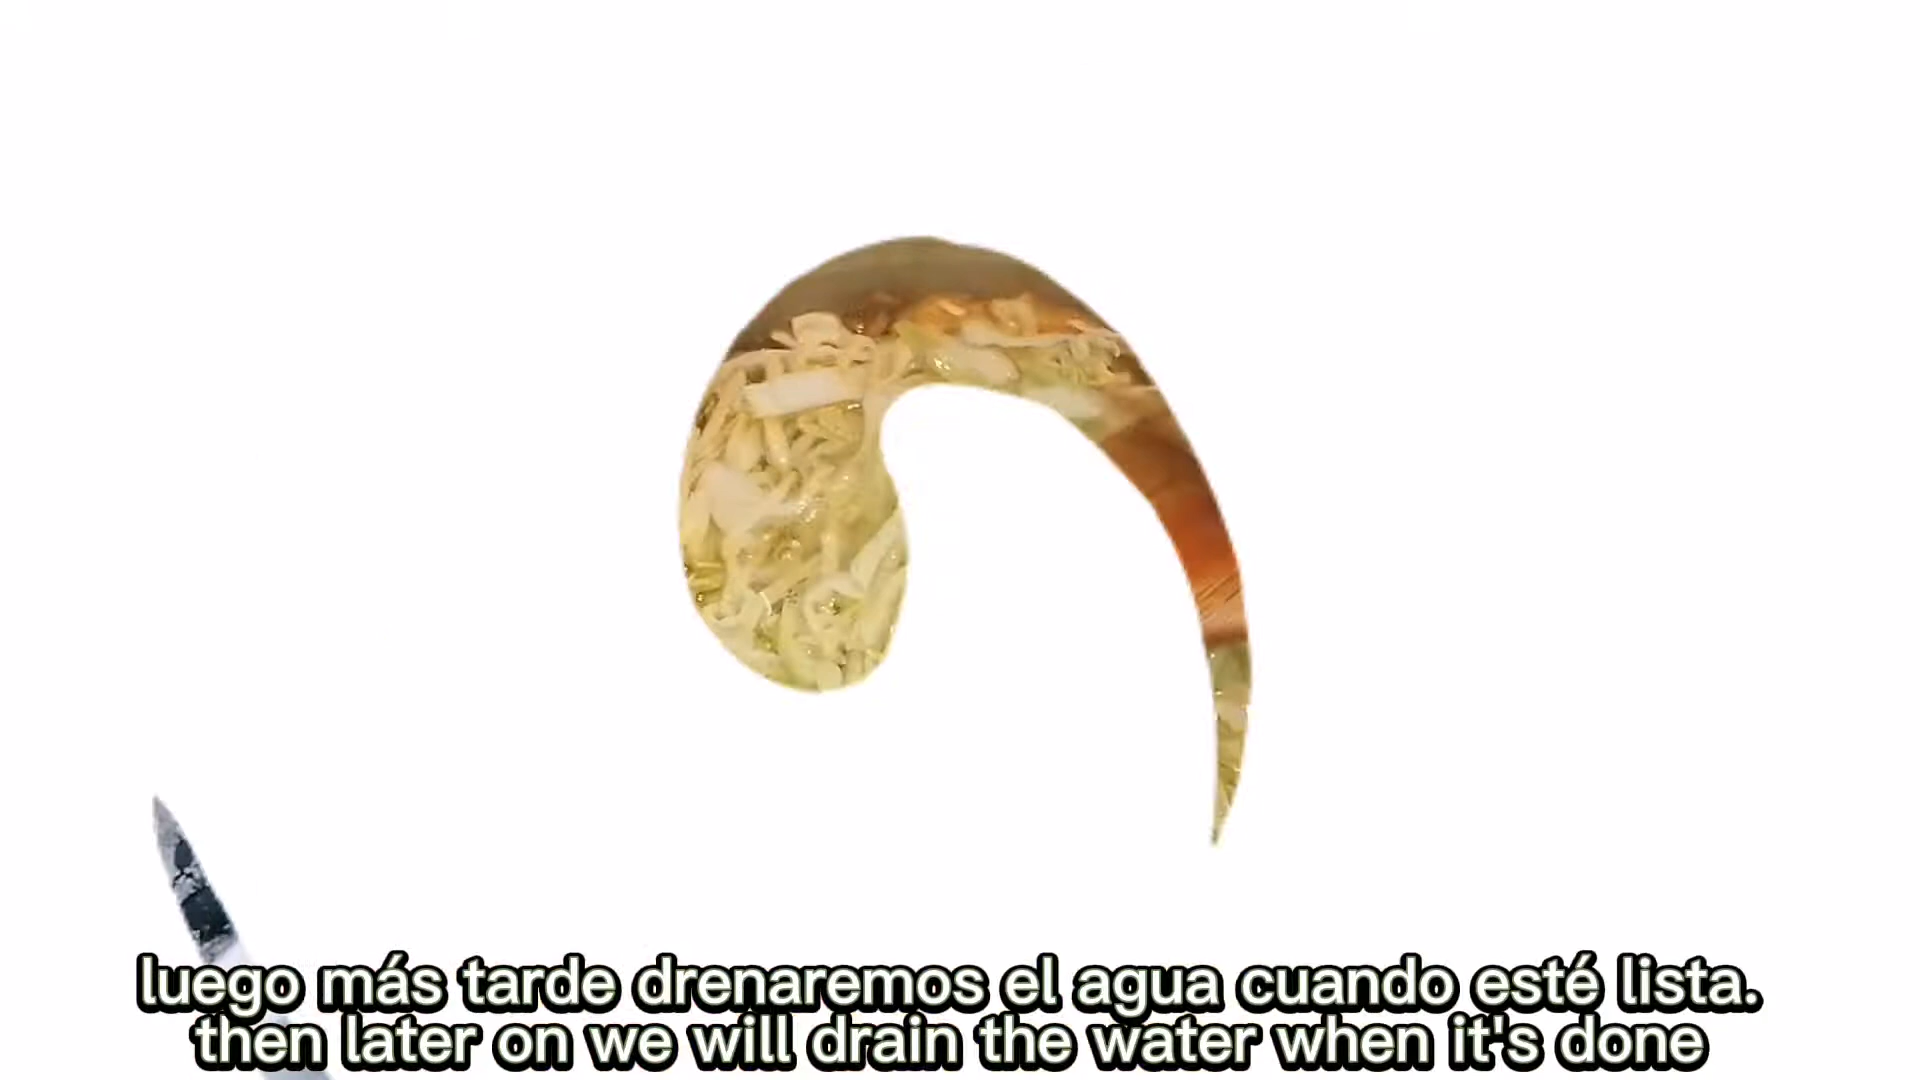 luego más tarde drenaremos el agua cuando esté lista.
then later on we will drain the water when it's done